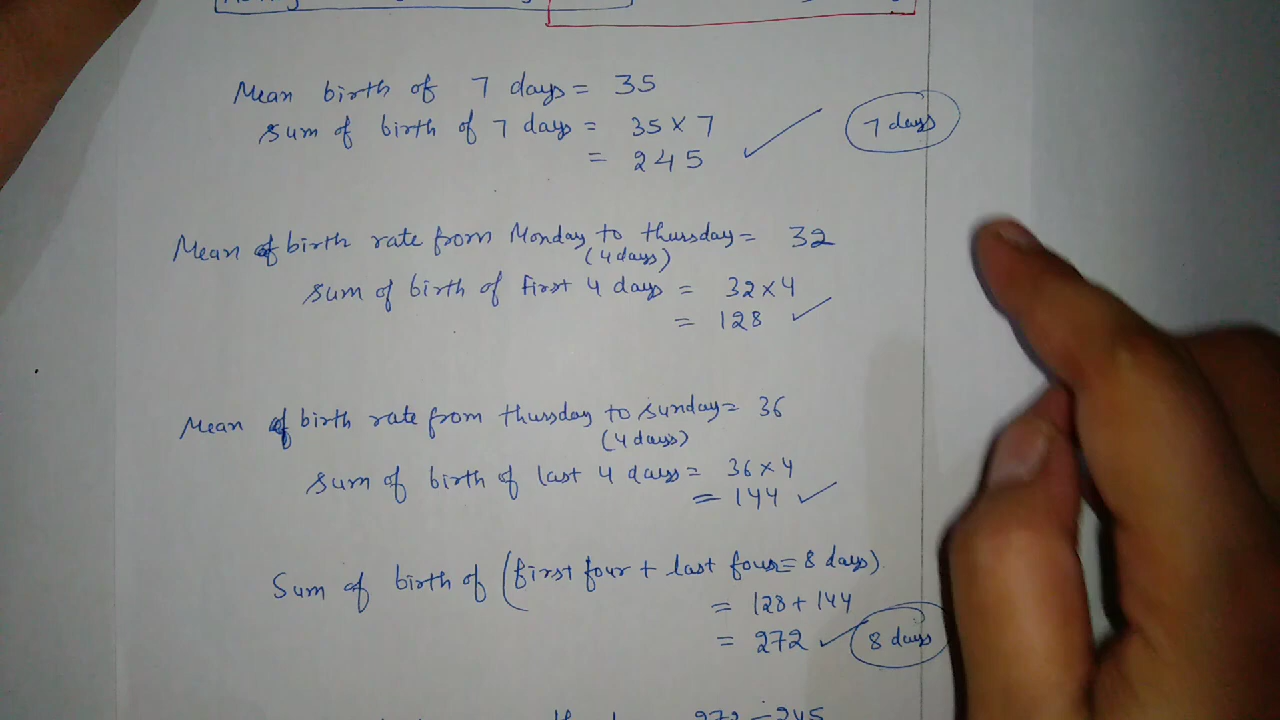 Mean birth of 7 days = 35
Sum of birth of 7 days = 35 × 7
= 245
7 days
Mean of birth rate from Monday to thursday = 32
(4 days)
Sum of birth of first 4 days = 32×4
= 128
Mean of birth rate from thursday to sunday = 36
(4 days)
Sum of birth of last 4 days = 36×4
= 144
Sum of birth of (first four + last four = 8 days)
= 128 + 144
= 272
8 days
272 - 245